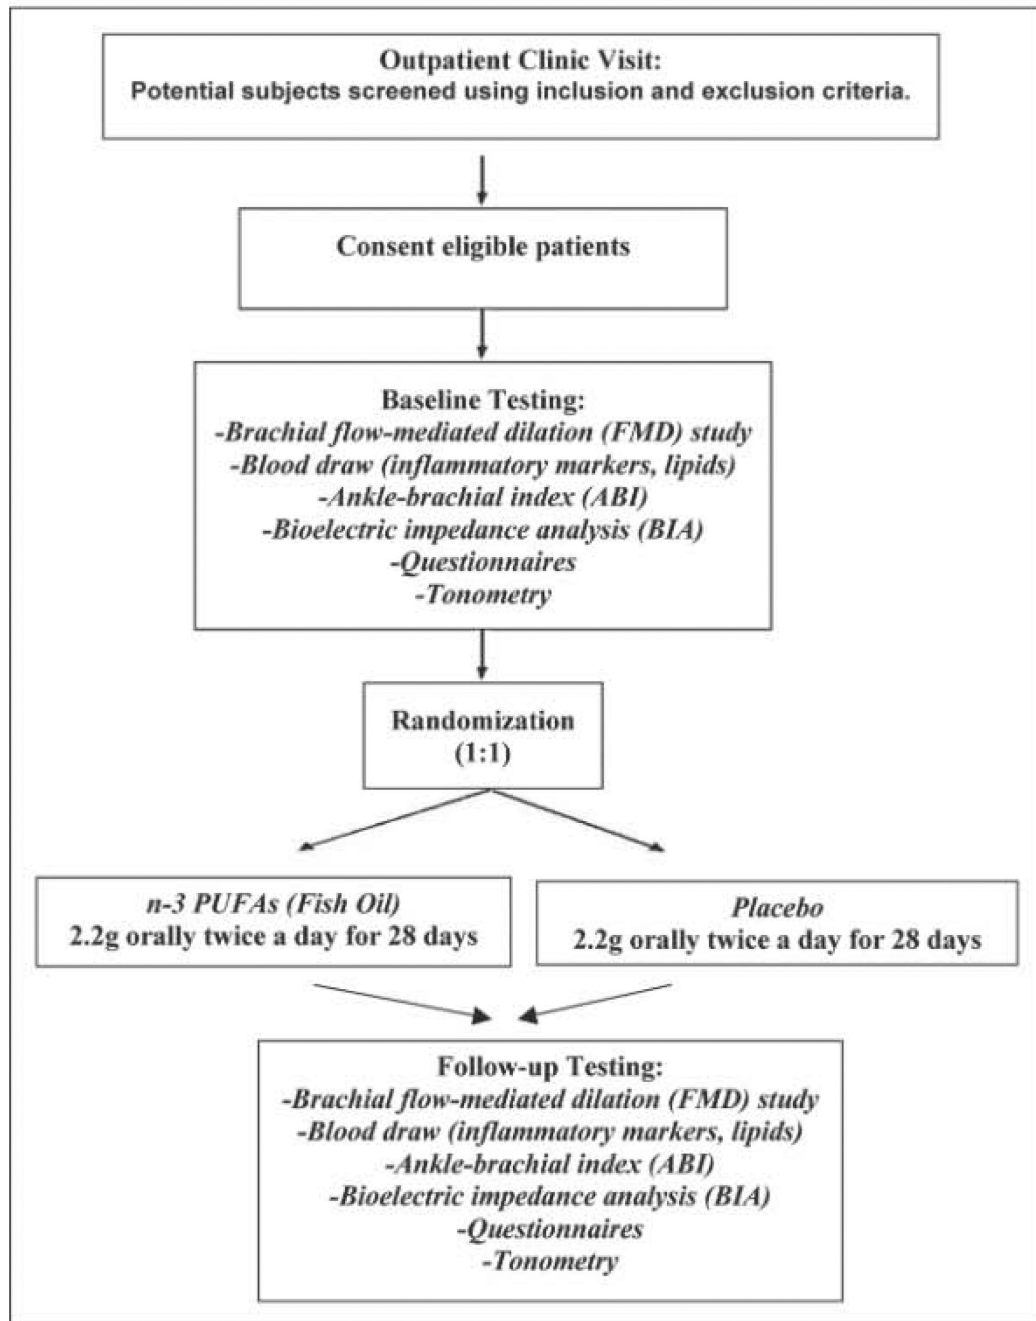 Outpatient Clinic Visit:
Potential subjects screened using inclusion and exclusion criteria.
Consent eligible patients
Baseline Testing:
-Brachial flow-mediated dilation (FMD) study
-Blood draw (inflammatory markers, lipids)
-Ankle-brachial index (ABI)
-Bioelectric impedance analysis (BIA)
-Questionnaires
-Tonometry
Randomization
(1:1)
n-3 PUFAs (Fish Oil)
2.2g orally twice a day for 28 days
Placebo
2.2g orally twice a day for 28 days
Follow-up Testing:
-Brachial flow-mediated dilation (FMD) study
-Blood draw (inflammatory markers, lipids)
-Ankle-brachial index (ABI)
-Bioelectric impedance analysis (BIA)
-Questionnaires
-Tonometry